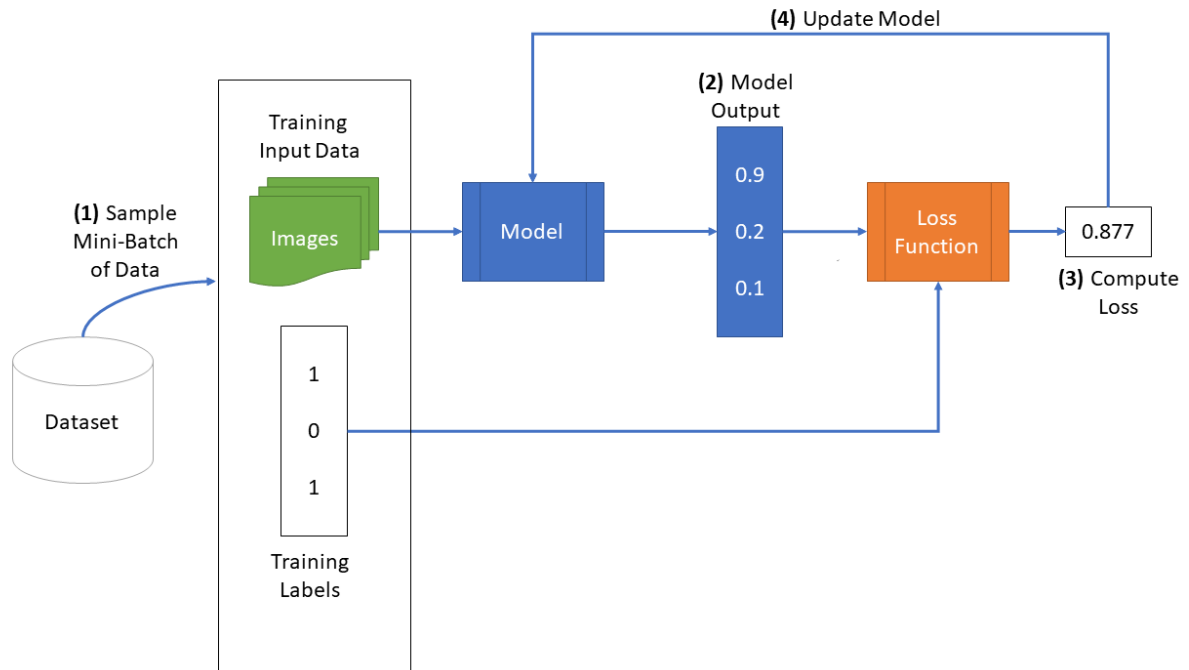 (4) Update Model
(2) Model
Output
Training
Input Data
(1) Sample
Mini-Batch
of Data
Images
Model
0.9
0.2
0.1
Loss
Function
0.877
(3) Compute
Loss
Dataset
1
0
1
Training
Labels